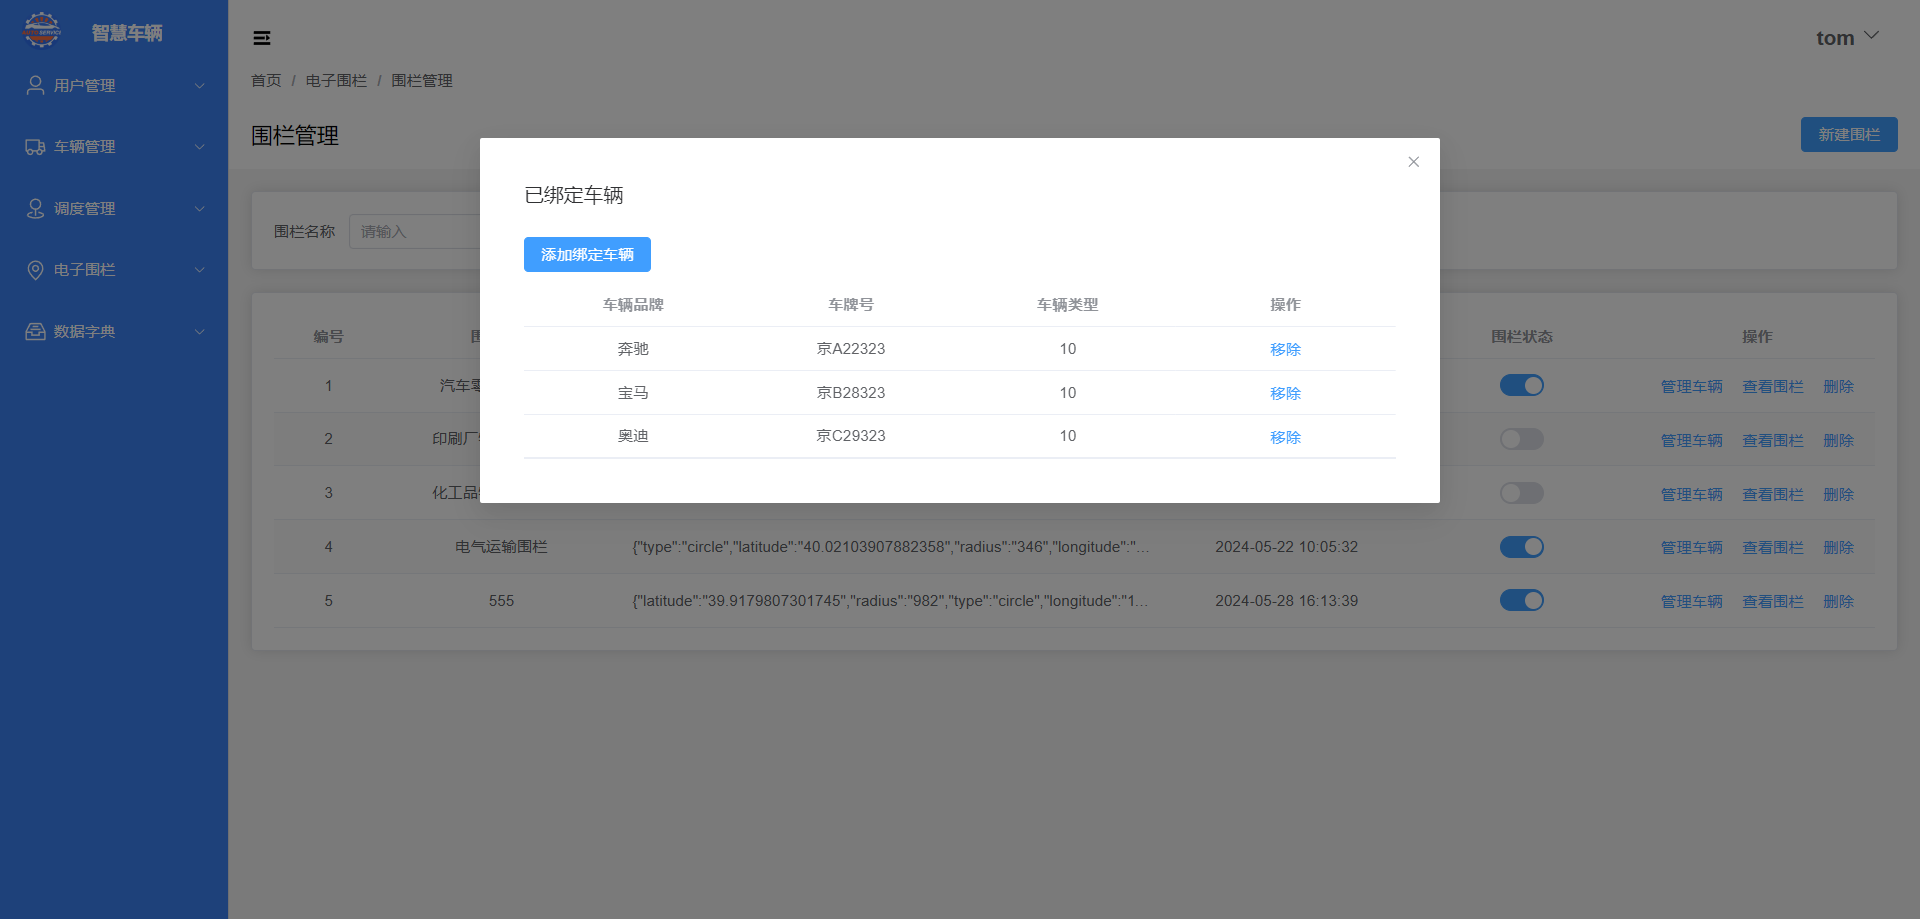 智慧车辆
用户管理
车辆管理
调度管理
电子围栏
数据字典
tom
首页 / 电子围栏 / 围栏管理
围栏管理
新建围栏
围栏名称 请输入
已绑定车辆
添加绑定车辆
车辆品牌 车牌号 车辆类型 操作
奔驰 京A22323 10 移除
宝马 京B28323 10 移除
奥迪 京C29323 10 移除
编号 围栏状态 操作
1 汽车 管理车辆 查看围栏 删除
2 印刷厂 管理车辆 查看围栏 删除
3 化工品 管理车辆 查看围栏 删除
4 电气运输围栏 {"type":"circle","latitude":"40.02103907882358","radius":"346","longitude":"... 2024-05-22 10:05:32 管理车辆 查看围栏 删除
5 555 {"latitude":"39.9179807301745","radius":"982","type":"circle","longitude":"1... 2024-05-28 16:13:39 管理车辆 查看围栏 删除